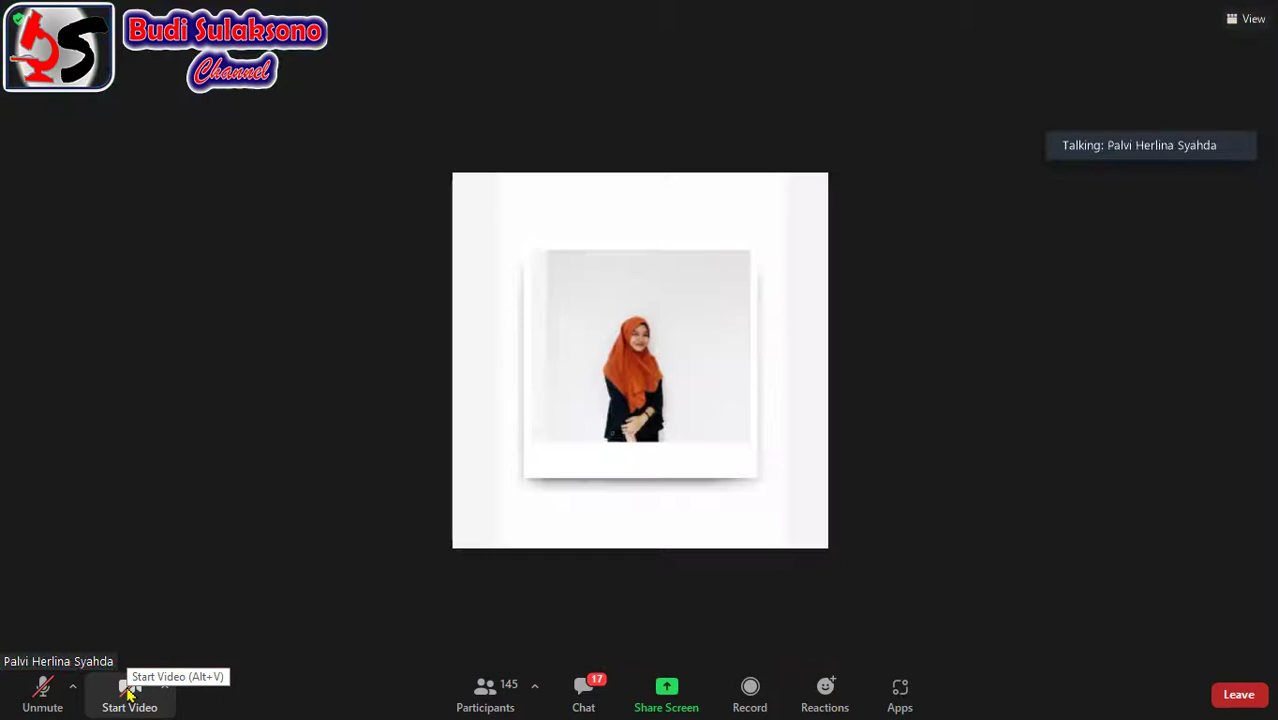 S
Budi Sulaksono
Channel
View
Talking: Palvi Herlina Syahda
Palvi Herlina Syahda
Start Video (Alt+V)
Unmute
Start Video
145
Participants
17
Chat
Share Screen
Record
Reactions
Apps
Leave